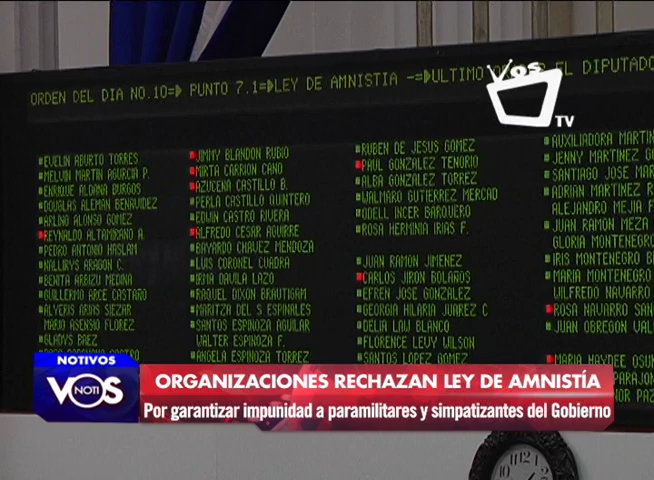 VOS TV
ORDEN DEL DIA NO.10=> PUNTO 7.1=>LEY DE AMNISTIA -=>ULTIMO EL DIPUTADO
EVELIN ABURTO TORRES
MELVIN MARTIN AGURCIA P.
ENRIQUE ALDANA BURGOS
DOUGLAS ALEMAN BENAVIDEZ
ARLING ALONSO GOMEZ
REYNALDO ALTAMIRANO A.
PEDRO ANTONIO HASLAM
WALLIRYS ARAGON C.
BENITA ARBIZU MEDINA
GUILLERMO ARCE CASTAÑO
ALYERIS ARIAS SIEZAR
MARIO ASENSIO FLOREZ
GLADYS BAEZ
JIMMY BLANDON RUBIO
MIRTA CARRION CANO
AZUCENA CASTILLO B.
PERLA CASTILLO QUINTERO
EDWIN CASTRO RIVERA
ALFREDO CESAR AGUIRRE
BAYARDO CHAVEZ MENDOZA
LUIS CORONEL CUADRA
IRMA DAVILA LAZO
RAQUEL DIXON BRAUTIGAM
MARITZA DEL S ESPINALES
SANTOS ESPINOZA AGUILAR
WALTER ESPINOZA F.
ANGELA ESPINOZA TORREZ
RUBEN DE JESUS GOMEZ
PAUL GONZALEZ TENORIO
ALBA GONZALEZ TORREZ
WALMARO GUTIERREZ MERCAD
ODELL INCER BARQUERO
ROSA HERMINIA IRIAS F.
JUAN RAMON JIMENEZ
CARLOS JIRON BOLAÑOS
EFREN JOSE GONZALEZ
GEORGIA HILARIA JUAREZ C
DELIA LAW BLANCO
FLORENCE LEVY WILSON
SANTOS LOPEZ GOMEZ
AUXILIADORA MARTIN
JENNY MARTINEZ G
SANTIAGO JOSE MAR
ADRIAN MARTINEZ R
ALEJANDRO MEJIA F
JUAN RAMON MEZA
GLORIA MONTENEGRO
IRIS MONTENEGRO B
MARIA MONTENEGRO
WILFREDO NAVARRO
ROSA NAVARRO SAN
JUAN OBREGON VAL
MARIA HAYDEE OSUN
NOTIVOS
VOS
NOTI
ORGANIZACIONES RECHAZAN LEY DE AMNISTÍA
Por garantizar impunidad a paramilitares y simpatizantes del Gobierno